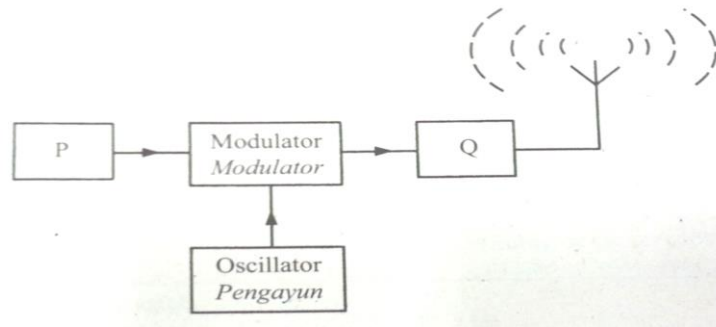 P
Modulator
Modulator
Q
Oscillator
Pengayun